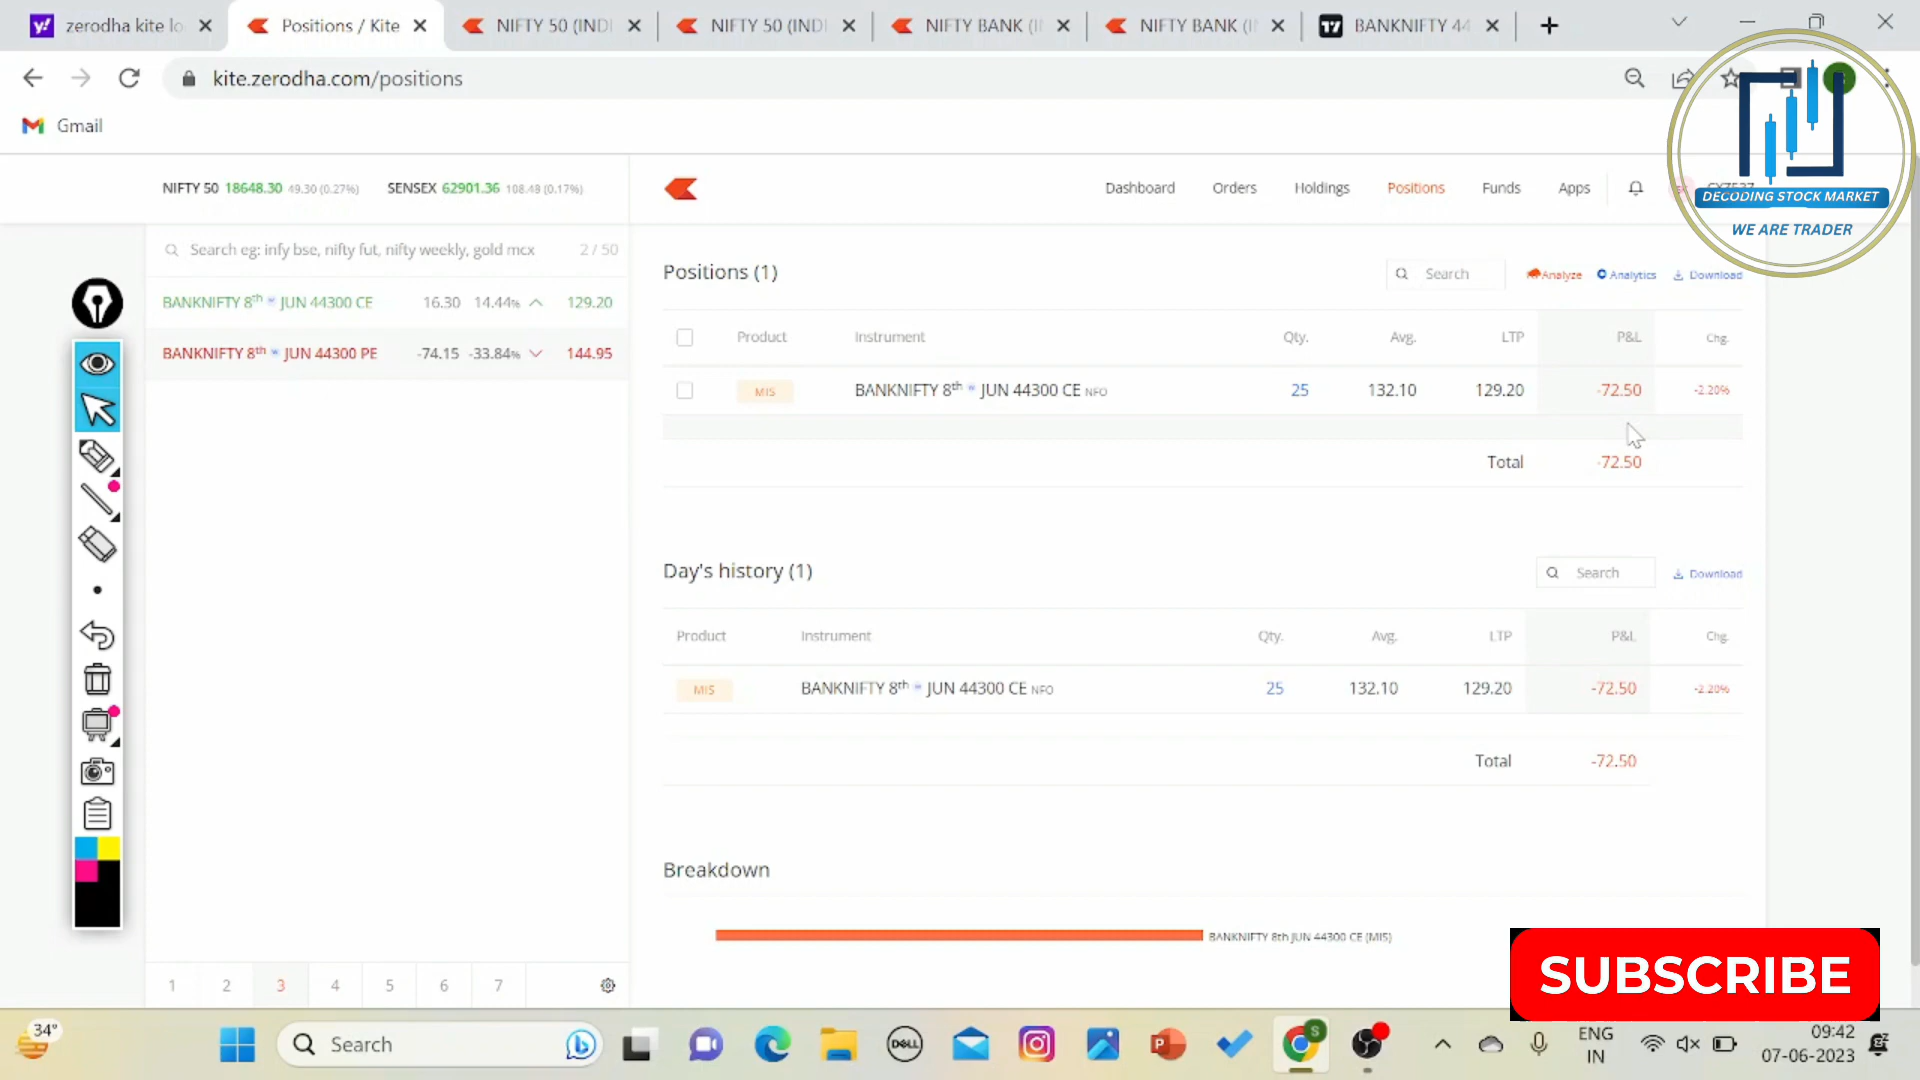 zerodha kite lo
Positions / Kite
NIFTY 50 (INDI
NIFTY 50 (INDI
NIFTY BANK (I
NIFTY BANK (I
BANKNIFTY 44
kite.zerodha.com/positions
Gmail
NIFTY 50 18648.30 49.30 (0.27%) SENSEX 62901.36 108.48 (0.17%)
Dashboard Orders Holdings Positions Funds Apps
DECODING STOCK MARKET
WE ARE TRADER
Search eg: infy bse, nifty fut, nifty weekly, gold mcx 2 / 50
BANKNIFTY 8th w JUN 44300 CE 16.30 14.44% 129.20
BANKNIFTY 8th w JUN 44300 PE -74.15 -33.84% 144.95
Positions (1) Search Analyze Analytics Download
Product Instrument Qty. Avg. LTP P&L Chg.
MIS BANKNIFTY 8th w JUN 44300 CE NFO 25 132.10 129.20 -72.50 -2.20%
Total -72.50
Day's history (1) Search Download
Product Instrument Qty. Avg. LTP P&L Chg.
MIS BANKNIFTY 8th w JUN 44300 CE NFO 25 132.10 129.20 -72.50 -2.20%
Total -72.50
Breakdown
BANKNIFTY 8th JUN 44300 CE (MIS)
SUBSCRIBE
1 2 3 4 5 6 7
34°
Search
DELL
S
ENG
IN
09:42
07-06-2023